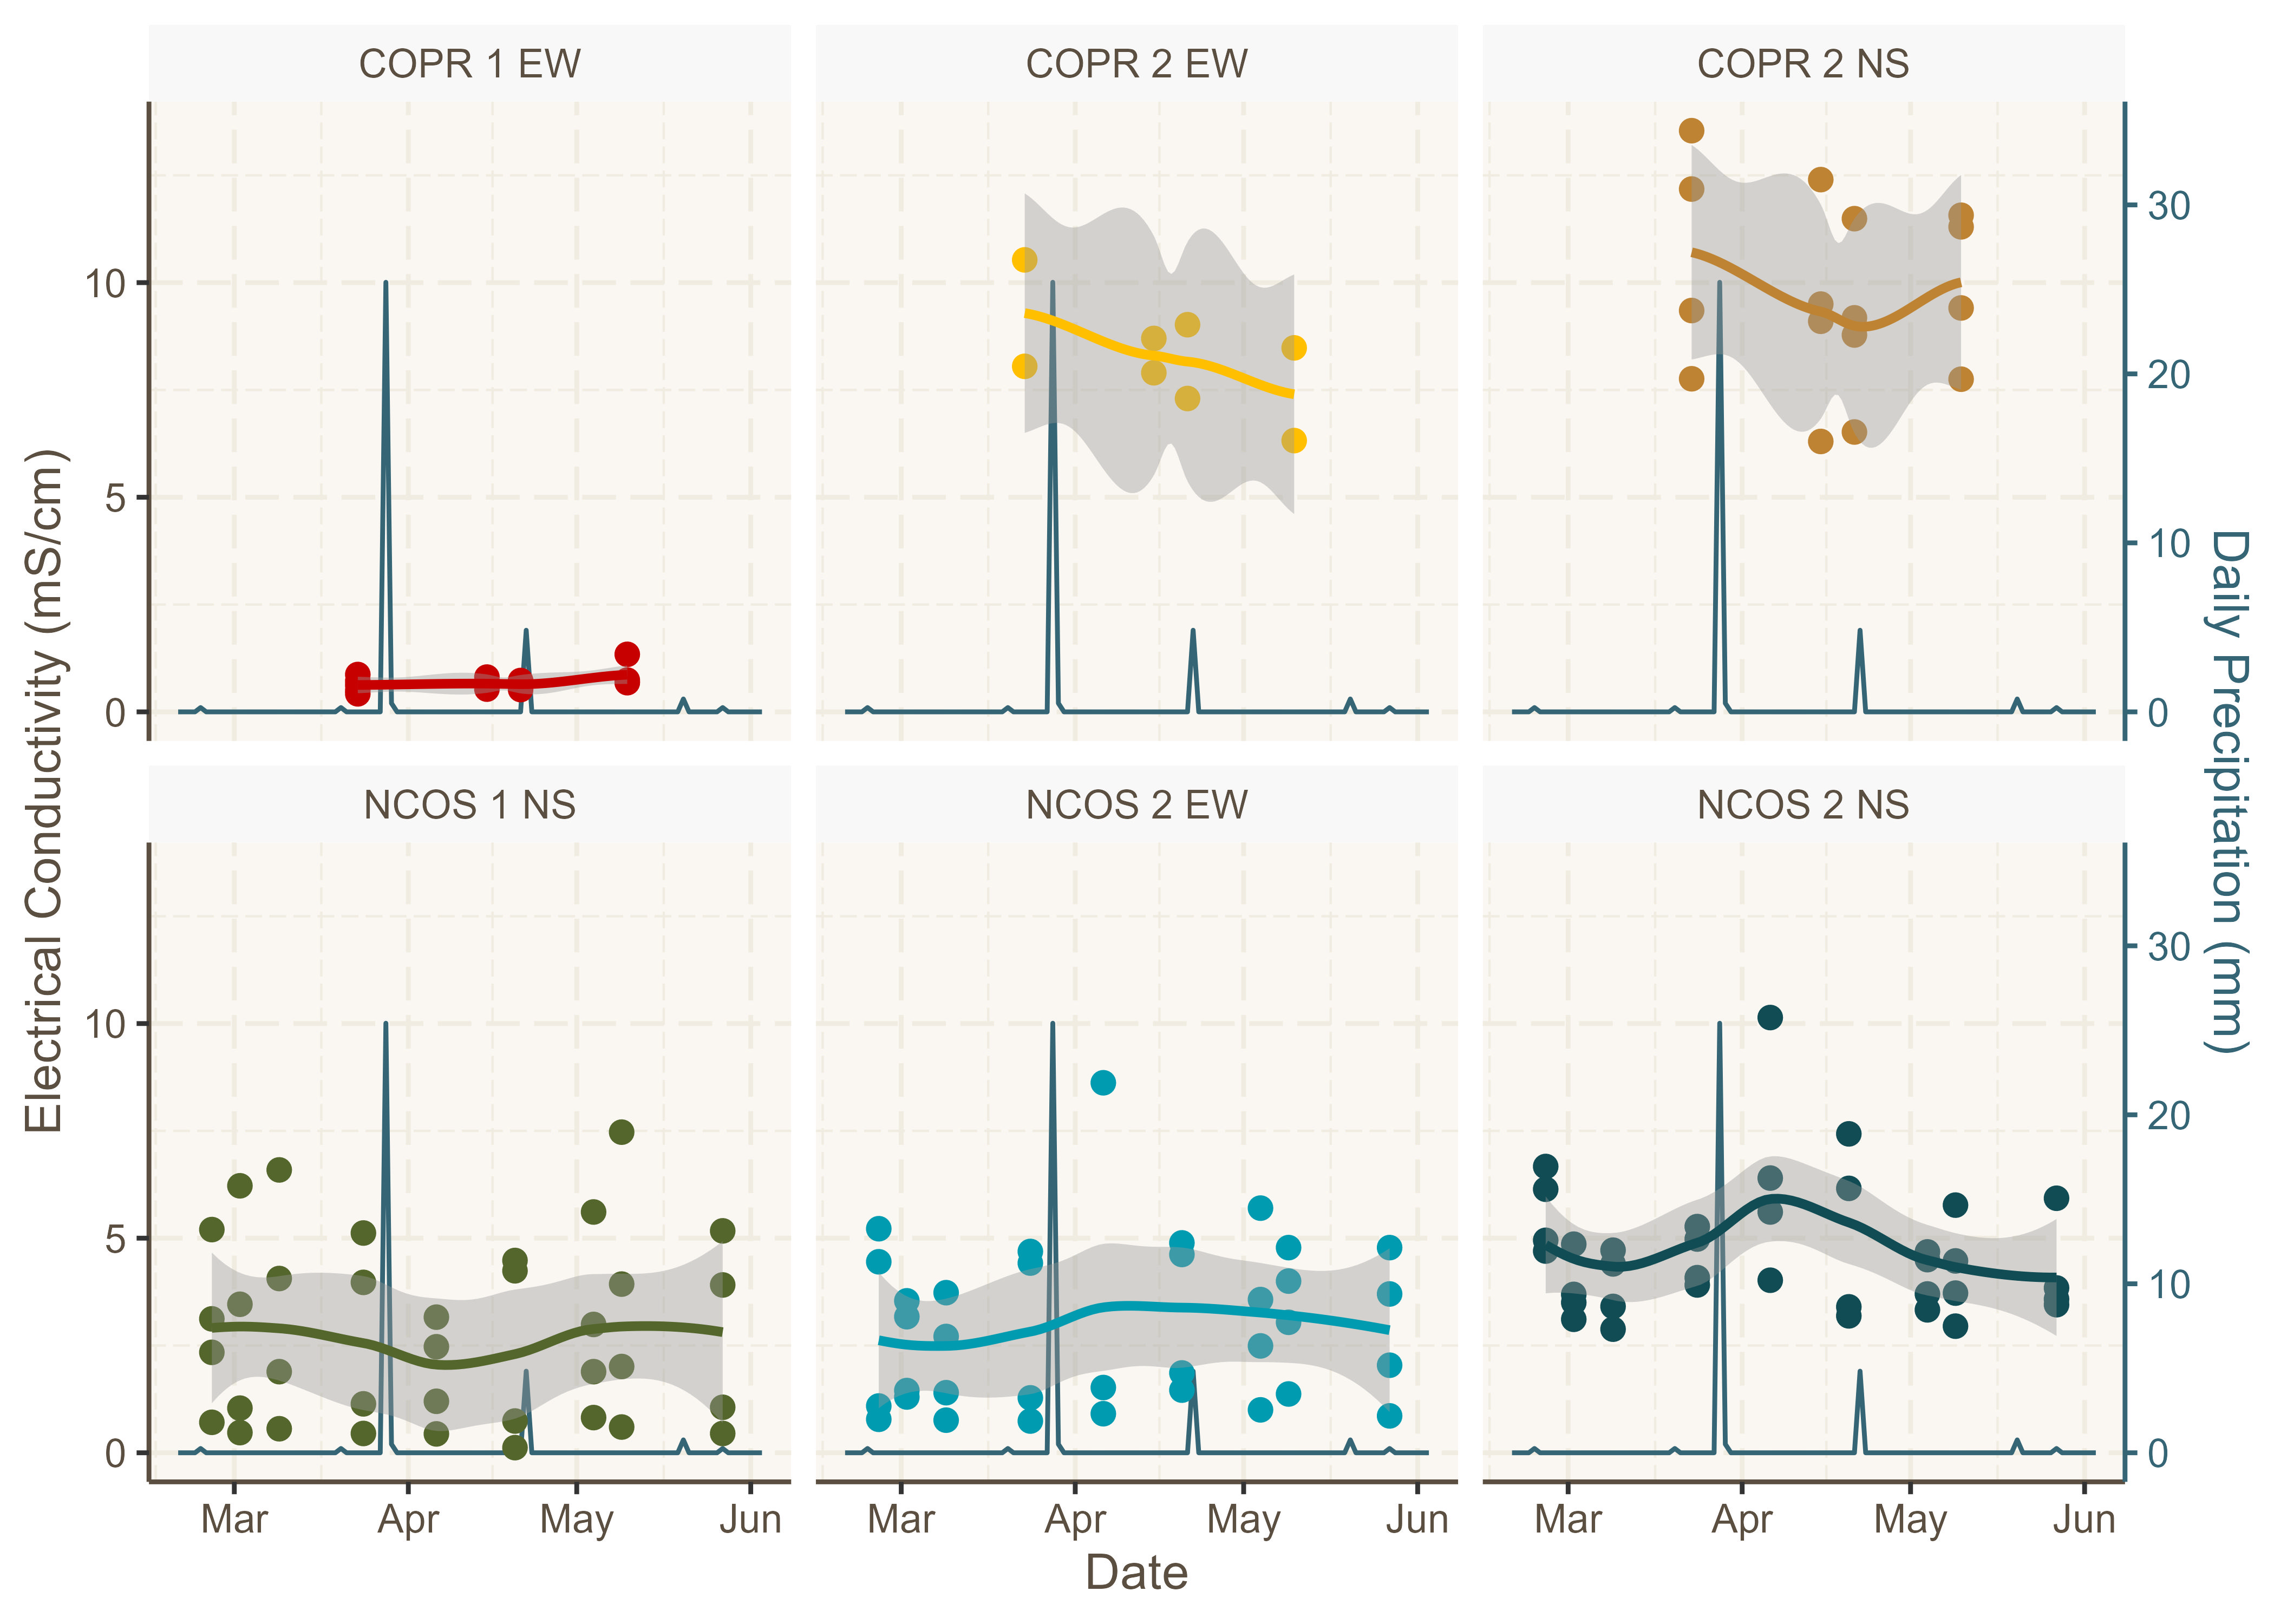 COPR 1 EW
COPR 2 EW
COPR 2 NS
10
5
0
30
20
10
0
Electrical Conductivity (mS/cm)
Daily Precipitation (mm)
NCOS 1 NS
NCOS 2 EW
NCOS 2 NS
10
5
0
30
20
10
0
Mar Apr May Jun
Mar Apr May Jun
Mar Apr May Jun
Date